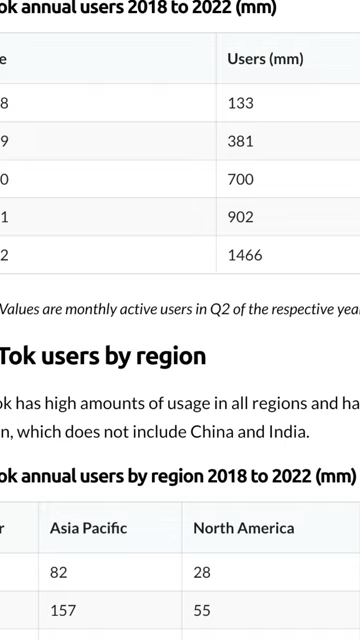 ok annual users 2018 to 2022 (mm)
e Users (mm)
8 133
9 381
0 700
1 902
2 1466
Values are monthly active users in Q2 of the respective yea
Tok users by region
ok has high amounts of usage in all regions and ha
n, which does not include China and India.
ok annual users by region 2018 to 2022 (mm)
r Asia Pacific North America
82 28
157 55